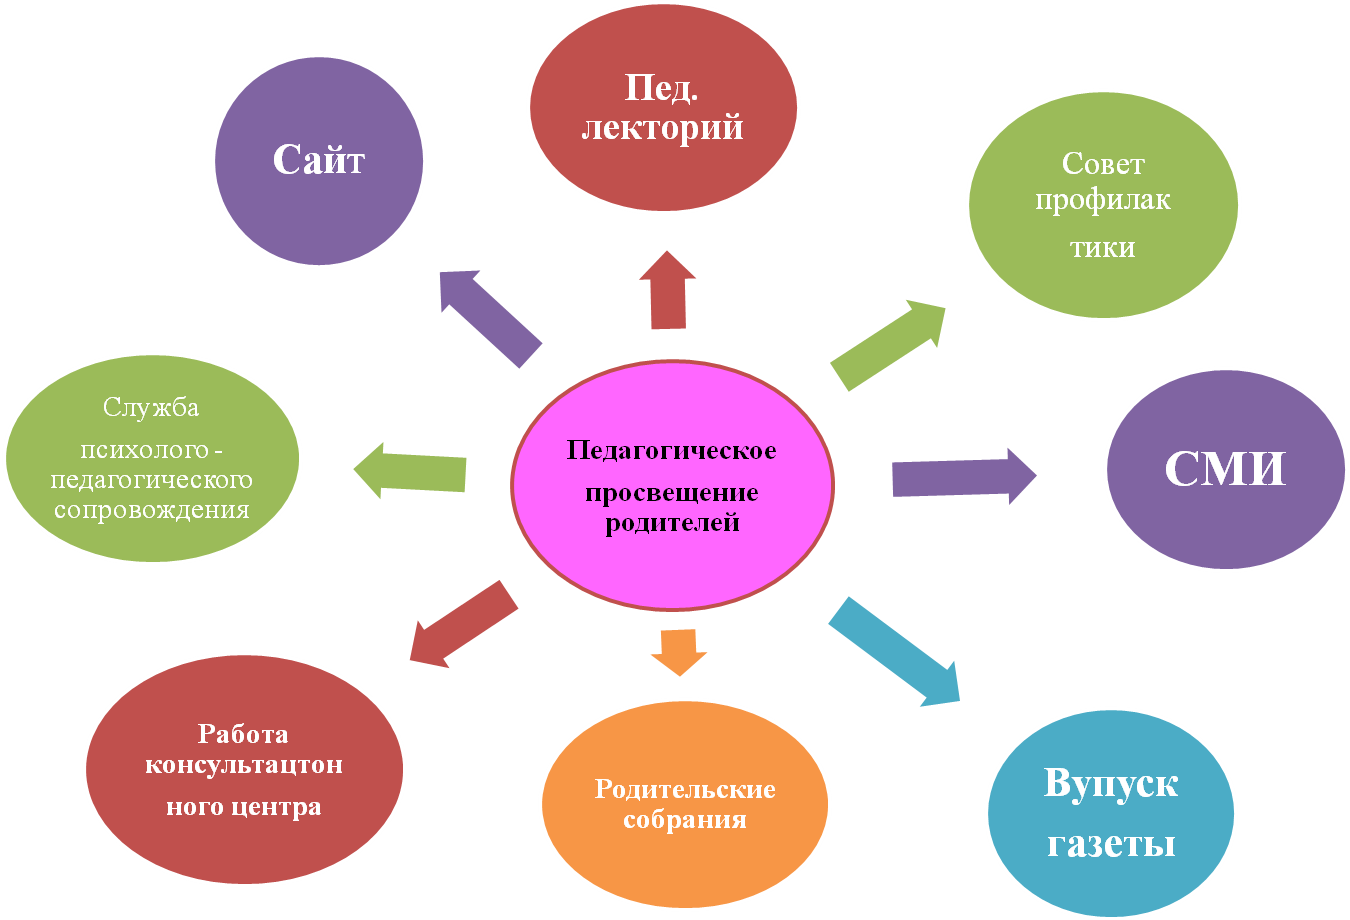 Пед.
лекторий
Сайт
Совет
профилак
тики
Служба
психолого -
педагогического
сопровождения
Педагогическое
просвещение
родителей
СМИ
Работа
консультацтон
ного центра
Родительские
собрания
Вупуск
газеты